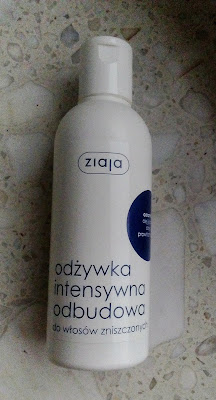 ziaja
odżywka
intensywna
odbudowa
do włosów zniszczonych